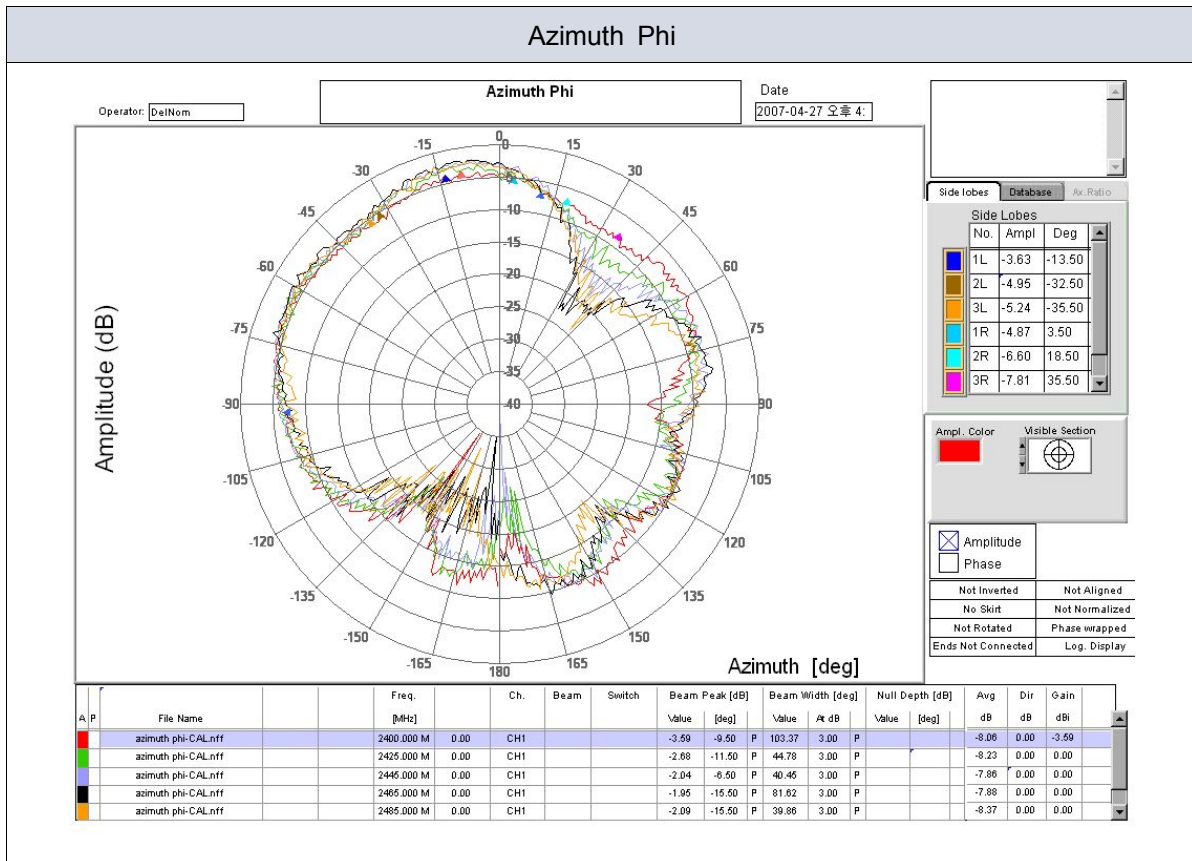 Azimuth Phi
Operator: DelNom
Azimuth Phi
Date
2007-04-27 오후 4:
0
-15 15
-30 30
-45 45
-60 60
-75 75
-90 90
-105 105
-120 120
-135 135
-150 150
-165 165
180
-0
-5
-10
-15
-20
-25
-30
-35
-40
Amplitude (dB)
Azimuth [deg]
Side lobes Database Ax.Ratio
Side Lobes
No. Ampl Deg
1L -3.63 -13.50
2L -4.95 -32.50
3L -5.24 -35.50
1R -4.87 3.50
2R -6.60 18.50
3R -7.81 35.50
Ampl. Color Visible Section
Amplitude
Phase
Not Inverted Not Aligned
No Skirt Not Normalized
Not Rotated Phase wrapped
Ends Not Connected Log. Display
Freq. Ch. Beam Switch Beam Peak [dB] Beam Width [deg] Null Depth [dB] Avg Dir Gain
A P File Name [MHz] Value [deg] Value At dB Value [deg] dB dB dBi
azimuth phi-CAL.nff 2400.000 M 0.00 CH1 -3.59 -9.50 P 103.37 3.00 P -8.06 0.00 -3.59
azimuth phi-CAL.nff 2425.000 M 0.00 CH1 -2.68 -11.50 P 44.78 3.00 P -8.23 0.00 0.00
azimuth phi-CAL.nff 2445.000 M 0.00 CH1 -2.04 -6.50 P 40.45 3.00 P -7.86 0.00 0.00
azimuth phi-CAL.nff 2465.000 M 0.00 CH1 -1.95 -15.50 P 81.62 3.00 P -7.88 0.00 0.00
azimuth phi-CAL.nff 2485.000 M 0.00 CH1 -2.09 -15.50 P 39.86 3.00 P -8.37 0.00 0.00